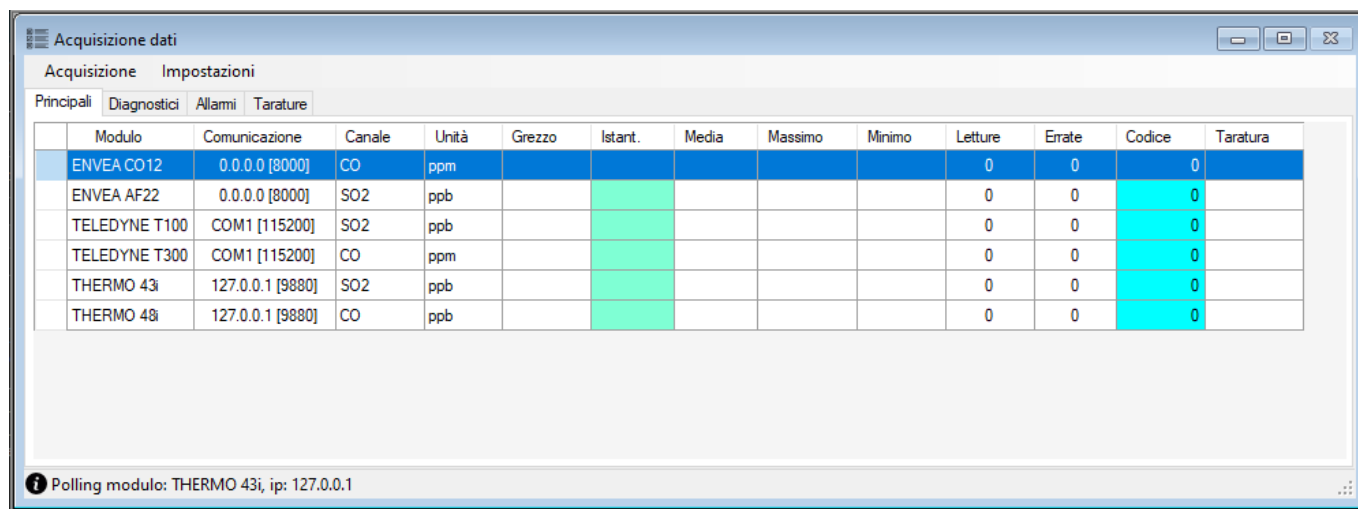 Acquisizione dati
Acquisizione Impostazioni
Principali Diagnostici Allarmi Tarature
Modulo Comunicazione Canale Unità Grezzo Istant. Media Massimo Minimo Letture Errate Codice Taratura
ENVEA CO12 0.0.0.0 [8000] CO ppm 0 0 0
ENVEA AF22 0.0.0.0 [8000] SO2 ppb 0 0 0
TELEDYNE T100 COM1 [115200] SO2 ppb 0 0 0
TELEDYNE T300 COM1 [115200] CO ppm 0 0 0
THERMO 43i 127.0.0.1 [9880] SO2 ppb 0 0 0
THERMO 48i 127.0.0.1 [9880] CO ppb 0 0 0
Polling modulo: THERMO 43i, ip: 127.0.0.1